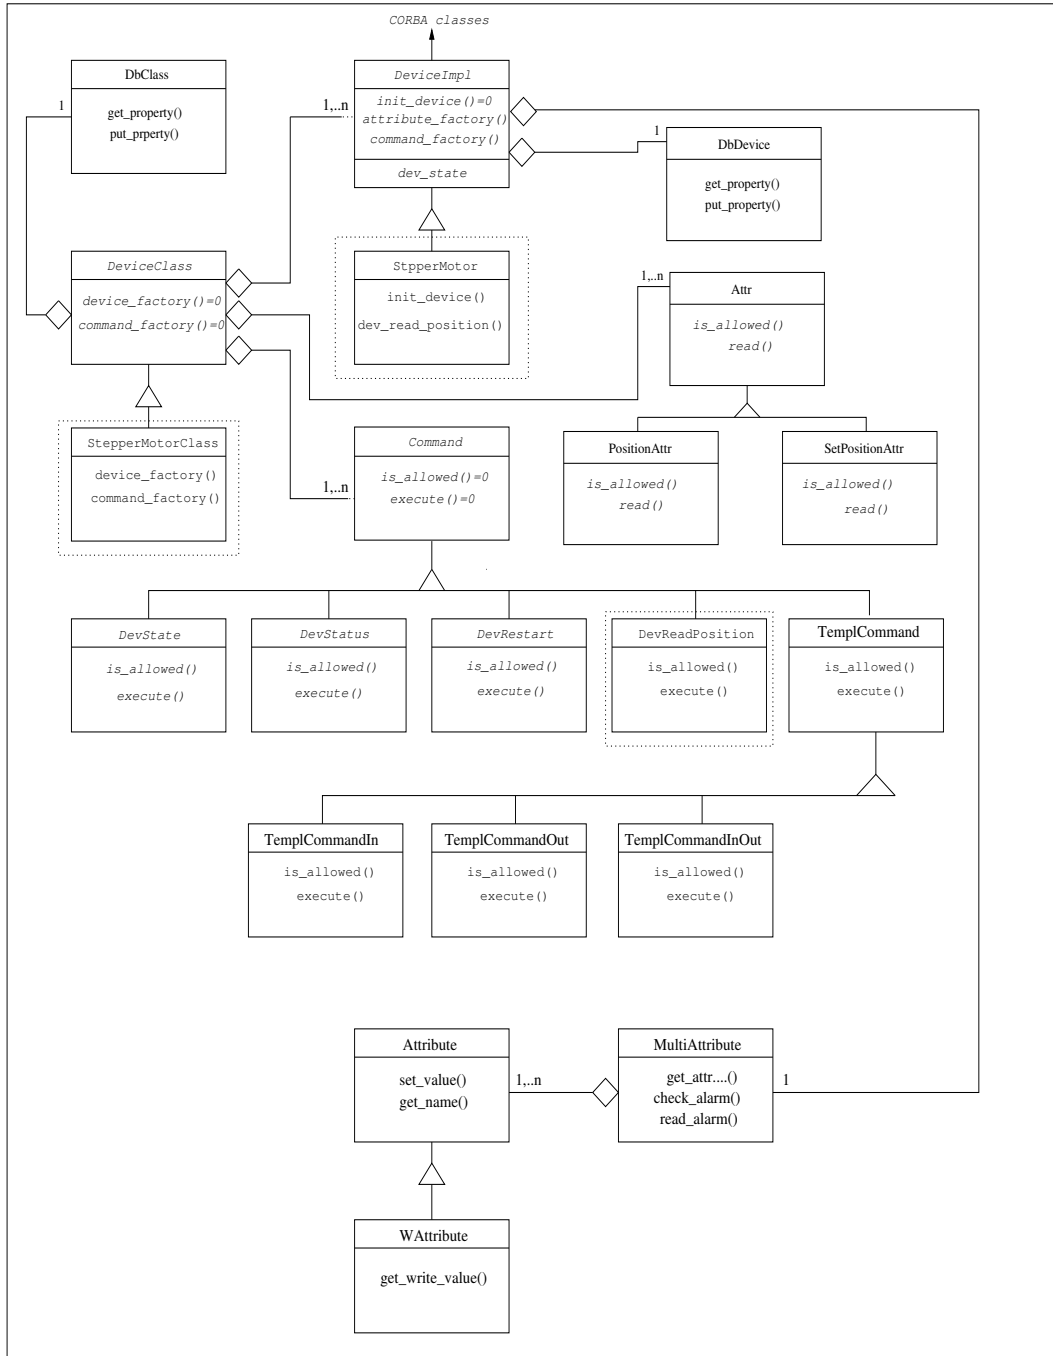 CORBA classes
DbClass
get_property()
put_prperty()
1
DeviceImpl
init_device()=0
attribute_factory()
command_factory()
dev_state
1,..n
1
DbDevice
get_property()
put_property()
DeviceClass
device_factory()=0
command_factory()=0
StpperMotor
init_device()
dev_read_position()
1,..n
Attr
is_allowed()
read()
StepperMotorClass
device_factory()
command_factory()
Command
is_allowed()=0
execute()=0
1,..n
PositionAttr
is_allowed()
read()
SetPositionAttr
is_allowed()
read()
DevState
is_allowed()
execute()
DevStatus
is_allowed()
execute()
DevRestart
is_allowed()
execute()
DevReadPosition
is_allowed()
execute()
TemplCommand
is_allowed()
execute()
TemplCommandIn
is_allowed()
execute()
TemplCommandOut
is_allowed()
execute()
TemplCommandInOut
is_allowed()
execute()
Attribute
set_value()
get_name()
1,..n
MultiAttribute
get_attr....()
check_alarm()
read_alarm()
1
WAttribute
get_write_value()